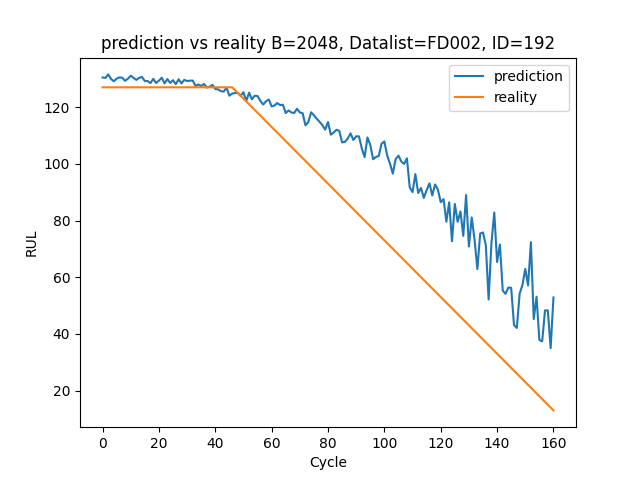 prediction vs reality B=2048, Datalist=FD002, ID=192
prediction
reality
RUL
120
100
80
60
40
20
0 20 40 60 80 100 120 140 160
Cycle